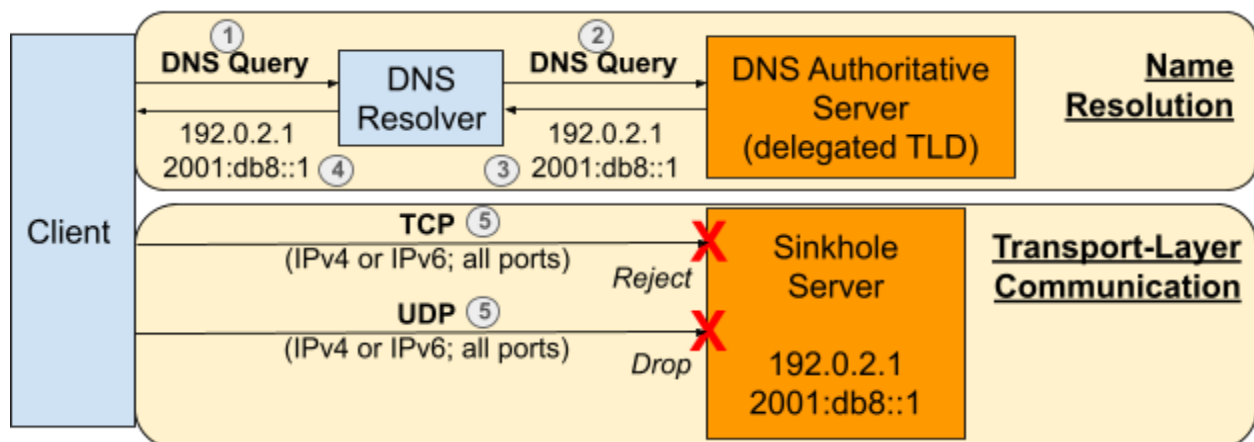 Client
1
DNS Query
DNS
Resolver
2
DNS Query
DNS Authoritative
Server
(delegated TLD)
Name
Resolution
192.0.2.1
2001:db8::1
4
3
192.0.2.1
2001:db8::1
TCP
5
(IPv4 or IPv6; all ports)
Reject
X
UDP
5
(IPv4 or IPv6; all ports)
Drop
X
Sinkhole
Server
192.0.2.1
2001:db8::1
Transport-Layer
Communication